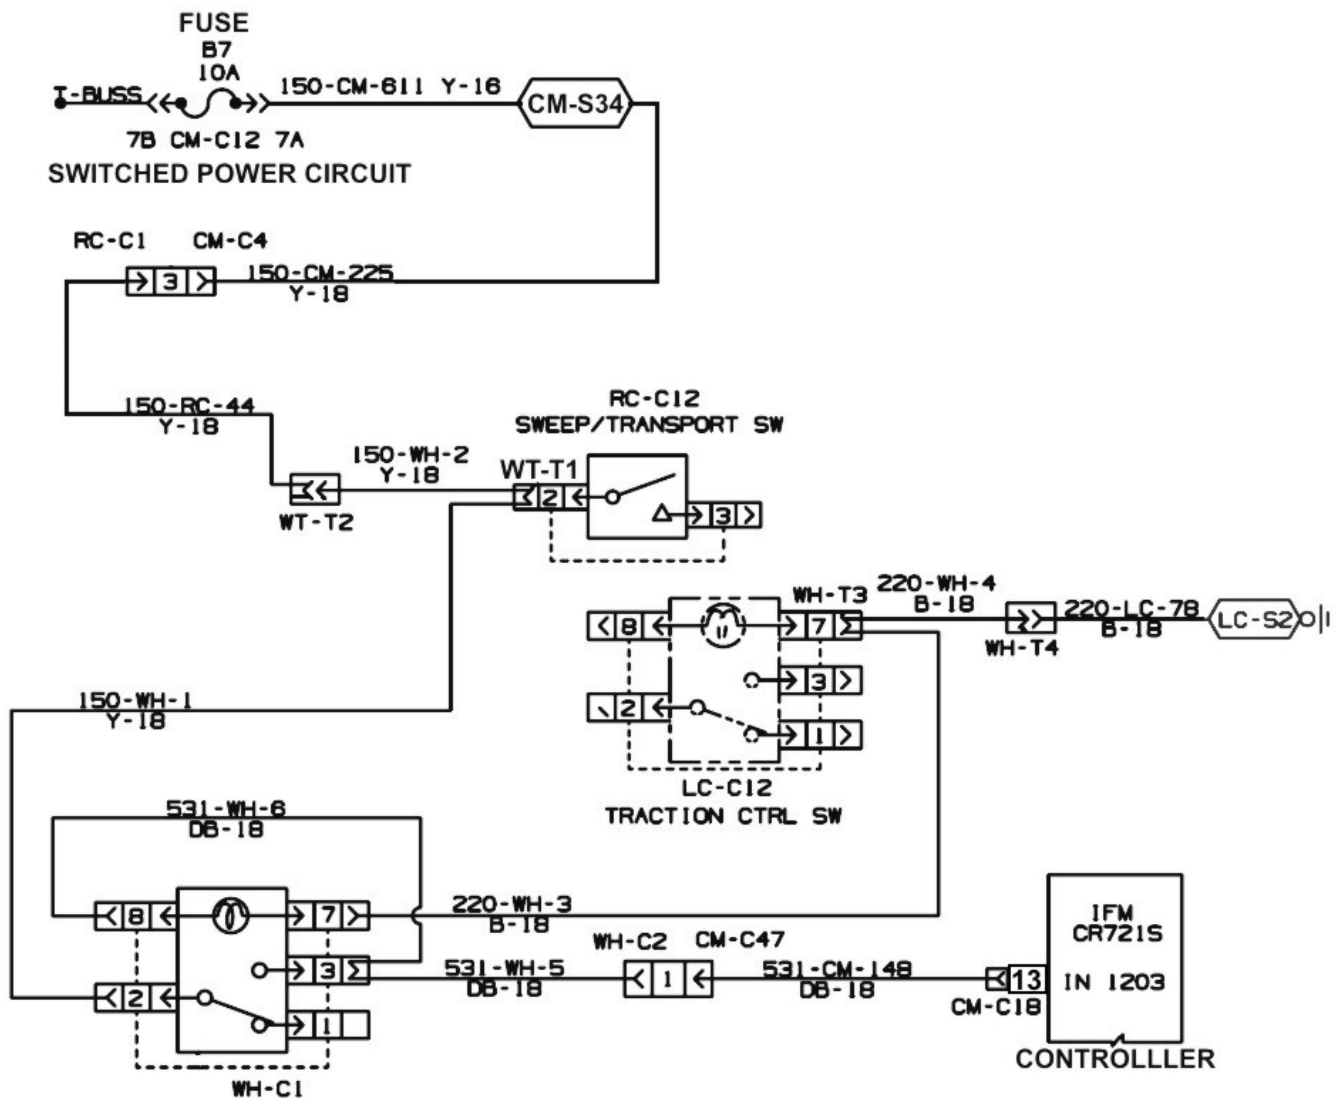 FUSE
B7
10A
T-BUSS
150-CM-611 Y-16
CM-S34
7B CM-C12 7A
SWITCHED POWER CIRCUIT
RC-C1
CM-C4
3
150-CM-225
Y-18
150-RC-44
Y-18
RC-C12
SWEEP/TRANSPORT SW
150-WH-2
Y-18
WT-T1
2
3
WT-T2
220-WH-4
B-18
WH-T3
220-LC-78
B-18
LC-S2
WH-T4
8
7
3
2
1
LC-C12
TRACTION CTRL SW
150-WH-1
Y-18
531-WH-6
DB-18
8
7
220-WH-3
B-18
WH-C2
CM-C47
3
531-WH-5
DB-18
1
531-CM-148
DB-18
13
CM-C18
IFM
CR721S
IN 1203
CONTROLLLER
2
1
WH-C1